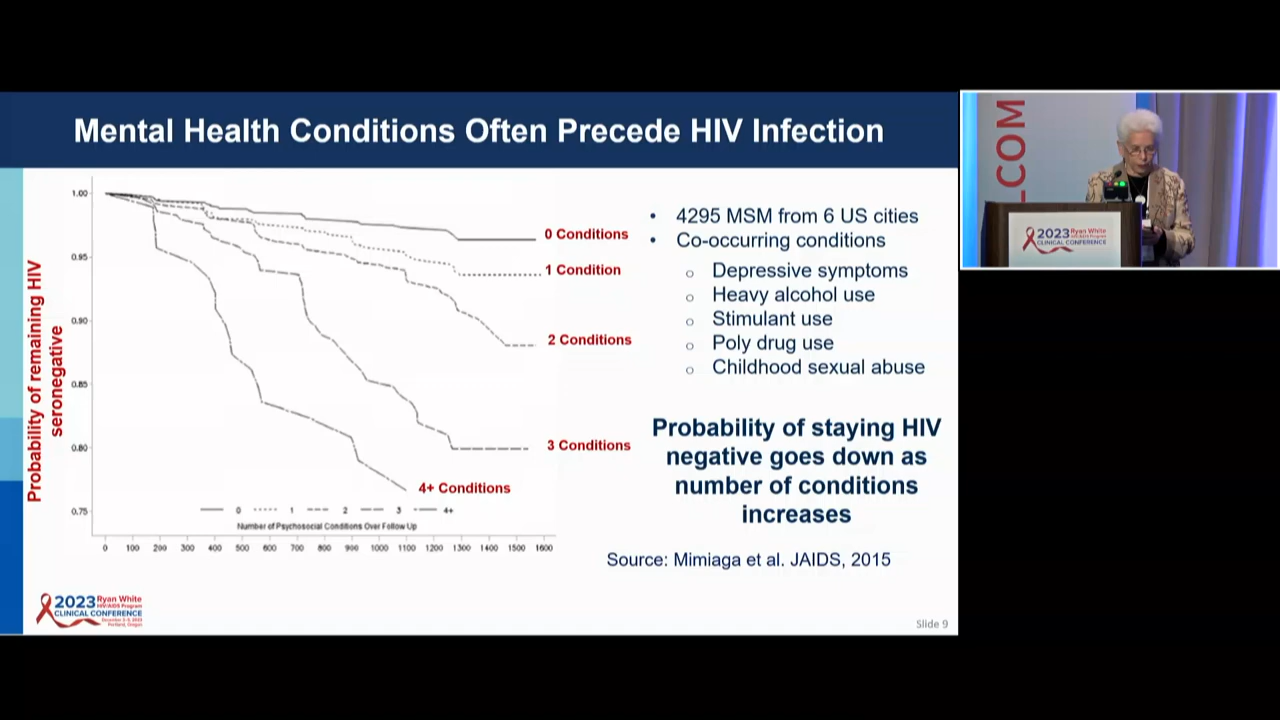 Mental Health Conditions Often Precede HIV Infection
Probability of remaining HIV
seronegative
1.00
0.95
0.90
0.85
0.80
0.75
0 Conditions
1 Condition
2 Conditions
3 Conditions
4+ Conditions
0 1 2 3 4+
Number of Psychosocial Conditions Over Follow Up
0 100 200 300 400 500 600 700 800 900 1000 1100 1200 1300 1400 1500 1600
• 4295 MSM from 6 US cities
• Co-occurring conditions
o Depressive symptoms
o Heavy alcohol use
o Stimulant use
o Poly drug use
o Childhood sexual abuse
Probability of staying HIV
negative goes down as
number of conditions
increases
Source: Mimiaga et al. JAIDS, 2015
2023 Ryan White
HIV/AIDS Program
CLINICAL CONFERENCE
Portland, Oregon
Slide 9
.COM
2023 Ryan White
HIV/AIDS Program
CLINICAL CONFERENCE